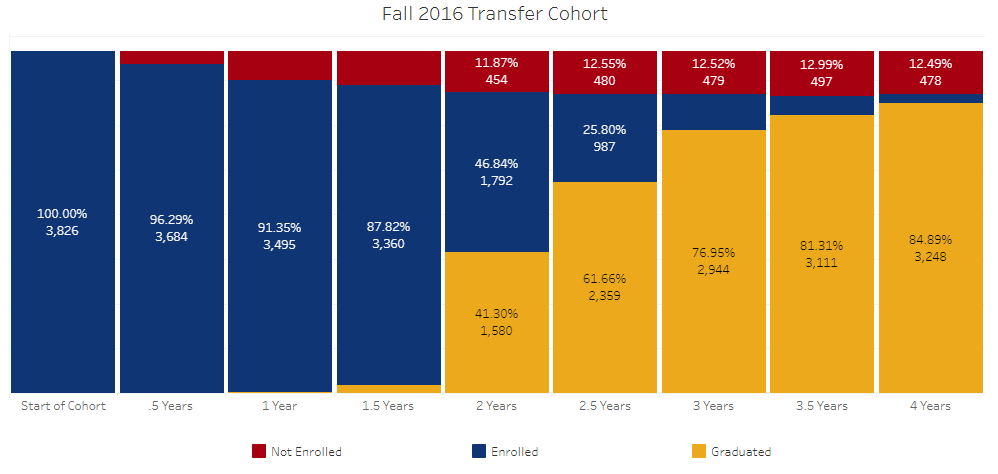 Fall 2016 Transfer Cohort
100.00%
3,826
96.29%
3,684
91.35%
3,495
87.82%
3,360
11.87%
454
46.84%
1,792
41.30%
1,580
12.55%
480
25.80%
987
61.66%
2,359
12.52%
479
76.95%
2,944
12.99%
497
81.31%
3,111
12.49%
478
84.89%
3,248
Start of Cohort
.5 Years
1 Year
1.5 Years
2 Years
2.5 Years
3 Years
3.5 Years
4 Years
Not Enrolled
Enrolled
Graduated